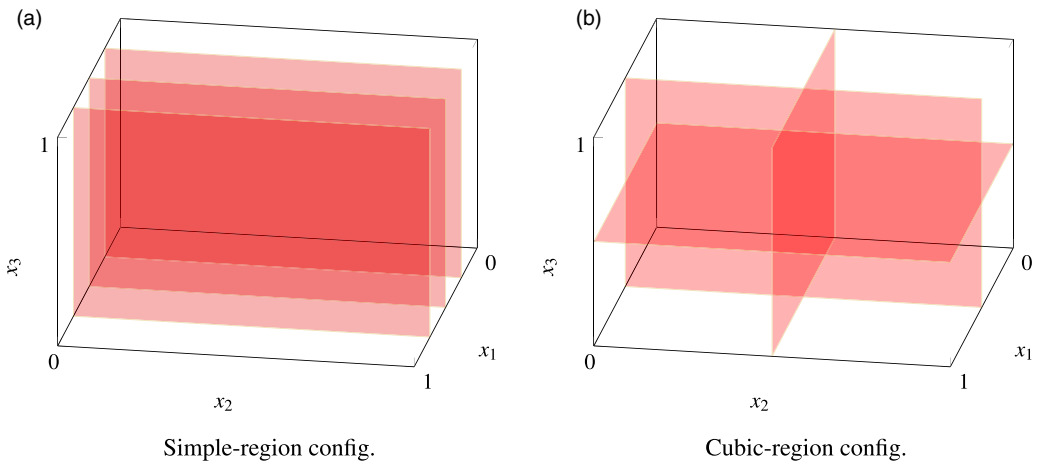 (a)
1
x3
0
x2
1
x1
0
Simple-region config.
(b)
1
x3
0
x2
1
x1
0
Cubic-region config.